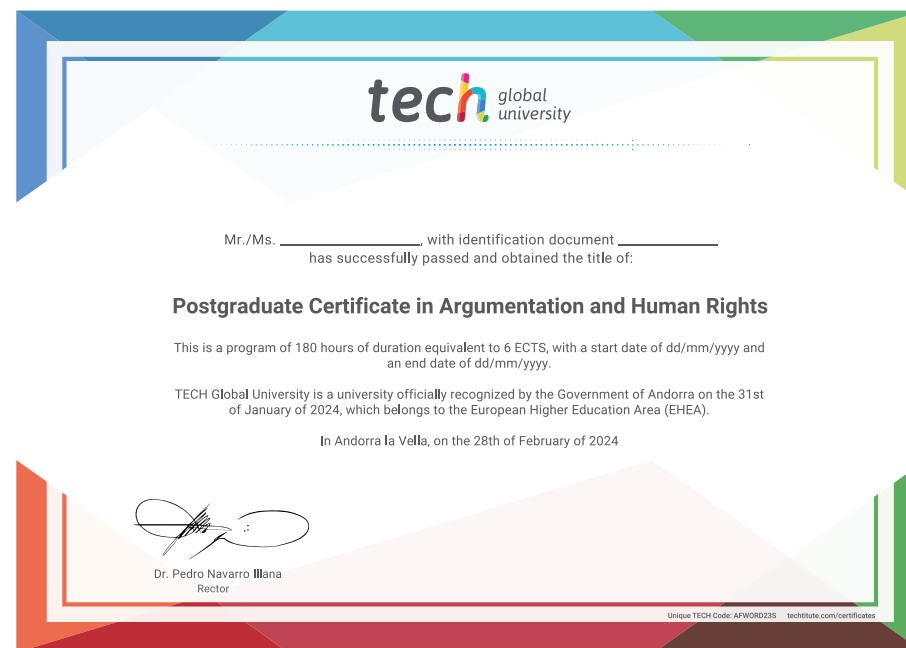 tech global
university
Mr./Ms. ____________, with identification document ____________
has successfully passed and obtained the title of:
Postgraduate Certificate in Argumentation and Human Rights
This is a program of 180 hours of duration equivalent to 6 ECTS, with a start date of dd/mm/yyyy and
an end date of dd/mm/yyyy.
TECH Global University is a university officially recognized by the Government of Andorra on the 31st
of January of 2024, which belongs to the European Higher Education Area (EHEA).
In Andorra la Vella, on the 28th of February of 2024
Dr. Pedro Navarro Illana
Rector
Unique TECH Code: AFWORD23S techtitute.com/certificates